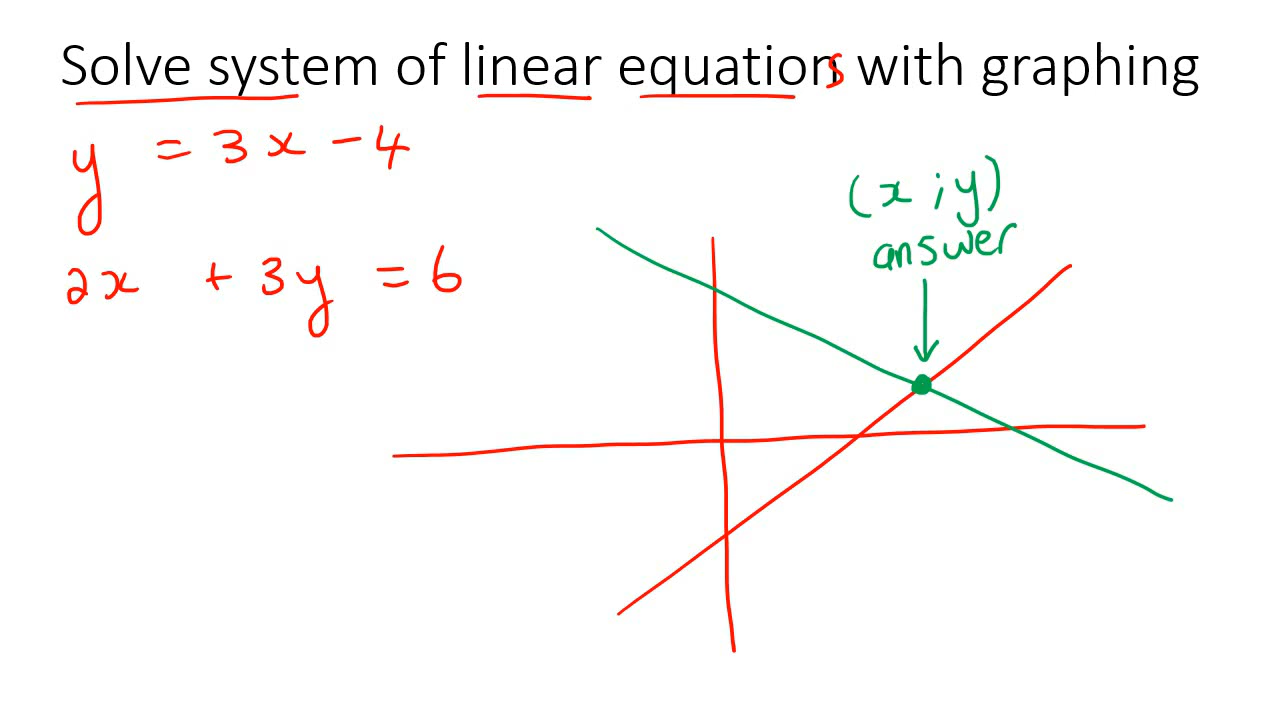 Solve system of linear equations with graphing
y = 3x - 4
2x + 3y = 6
(x ; y)
answer